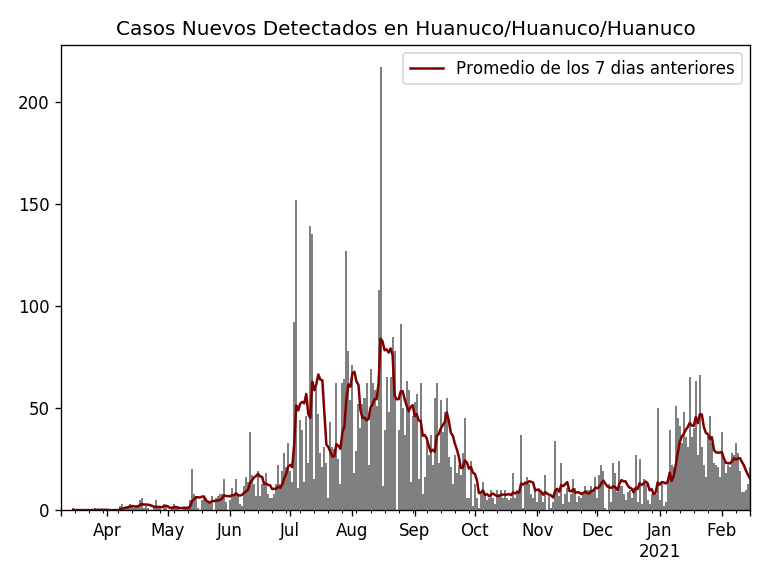 Casos Nuevos Detectados en Huanuco/Huanuco/Huanuco
Promedio de los 7 dias anteriores
200
150
100
50
0
Apr May Jun Jul Aug Sep Oct Nov Dec Jan Feb
2021